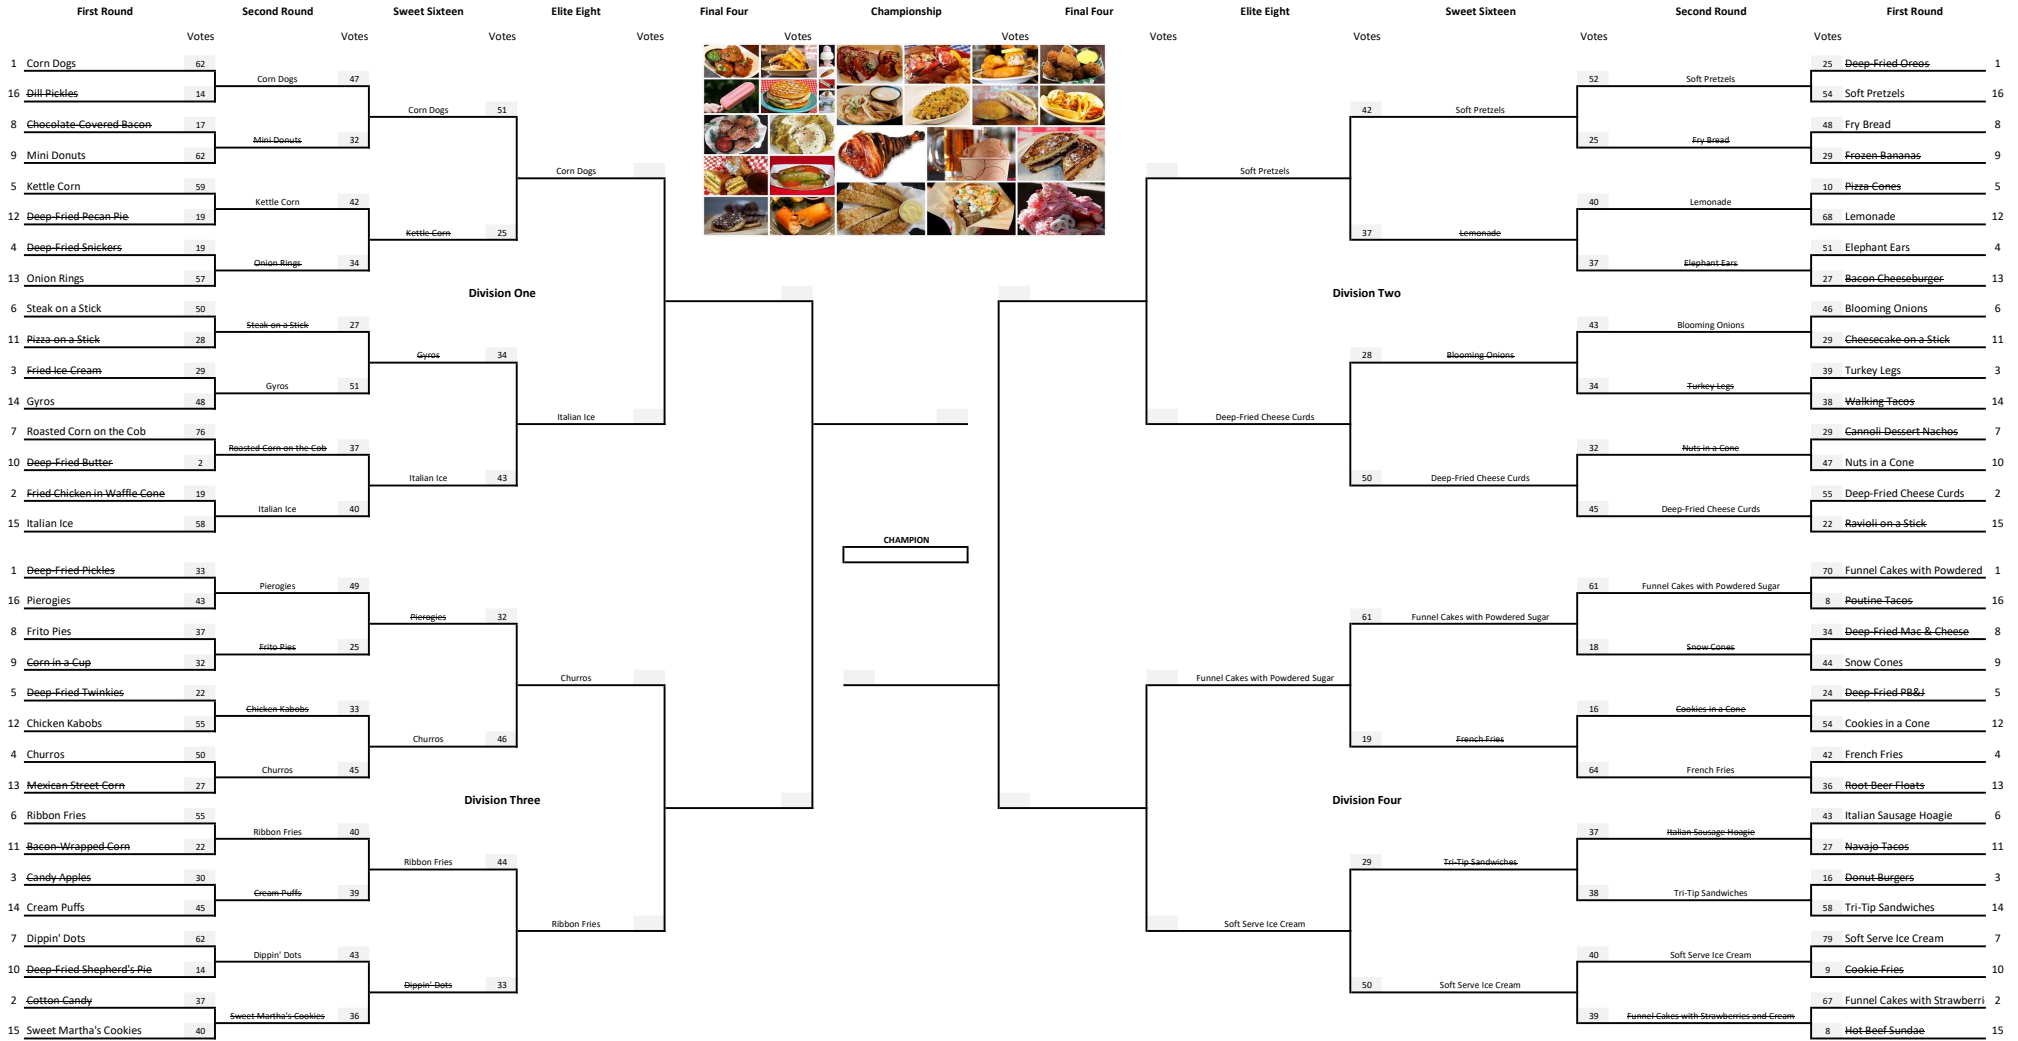 First Round Second Round Sweet Sixteen Elite Eight Final Four Championship Final Four Elite Eight Sweet Sixteen Second Round First Round
Votes Votes Votes Votes Votes Votes Votes Votes Votes Votes
1 Corn Dogs 62 25 Deep-Fried Oreos 1
Corn Dogs 47 52 Soft Pretzels
16 Dill Pickles 14 54 Soft Pretzels 16
Corn Dogs 51 42 Soft Pretzels
8 Chocolate-Covered Bacon 17 48 Fry Bread 8
Mini Donuts 32 25 Fry Bread
9 Mini Donuts 62 29 Frozen Bananas 9
Corn Dogs Soft Pretzels
5 Kettle Corn 59 10 Pizza Cones 5
Kettle Corn 42 40 Lemonade
12 Deep-Fried Pecan Pie 19 68 Lemonade 12
Kettle Corn 25 37 Lemonade
4 Deep-Fried Snickers 19 51 Elephant Ears 4
Onion Rings 34 37 Elephant Ears
13 Onion Rings 57 27 Bacon Cheeseburger 13
Division One Division Two
6 Steak on a Stick 50 46 Blooming Onions 6
Steak on a Stick 27 43 Blooming Onions
11 Pizza on a Stick 28 29 Cheesecake on a Stick 11
Gyros 34 28 Blooming Onions
3 Fried Ice Cream 29 39 Turkey Legs 3
Gyros 51 34 Turkey Legs
14 Gyros 48 38 Walking Tacos 14
Italian Ice Deep-Fried Cheese Curds
7 Roasted Corn on the Cob 76 29 Cannoli Dessert Nachos 7
Roasted Corn on the Cob 37 32 Nuts in a Cone
10 Deep-Fried Butter 2 47 Nuts in a Cone 10
Italian Ice 43 50 Deep-Fried Cheese Curds
2 Fried Chicken in Waffle Cone 19 55 Deep-Fried Cheese Curds 2
Italian Ice 40 45 Deep-Fried Cheese Curds
15 Italian Ice 58 22 Ravioli on a Stick 15
CHAMPION
1 Deep-Fried Pickles 33 70 Funnel Cakes with Powdered 1
Pierogies 49 61 Funnel Cakes with Powdered Sugar
16 Pierogies 43 8 Poutine Tacos 16
Pierogies 32 61 Funnel Cakes with Powdered Sugar
8 Frito Pies 37 34 Deep-Fried Mac & Cheese 8
Frito Pies 25 18 Snow Cones
9 Corn in a Cup 32 44 Snow Cones 9
Churros Funnel Cakes with Powdered Sugar
5 Deep-Fried Twinkies 22 24 Deep-Fried PB&J 5
Chicken Kabobs 33 16 Cookies in a Cone
12 Chicken Kabobs 55 54 Cookies in a Cone 12
Churros 46 19 French Fries
4 Churros 50 42 French Fries 4
Churros 45 64 French Fries
13 Mexican Street Corn 27 36 Root Beer Floats 13
Division Three Division Four
6 Ribbon Fries 55 43 Italian Sausage Hoagie 6
Ribbon Fries 40 37 Italian Sausage Hoagie
11 Bacon-Wrapped Corn 22 27 Navajo Tacos 11
Ribbon Fries 44 29 Tri-Tip Sandwiches
3 Candy Apples 30 16 Donut Burgers 3
Cream Puffs 39 38 Tri-Tip Sandwiches
14 Cream Puffs 45 58 Tri-Tip Sandwiches 14
Ribbon Fries Soft Serve Ice Cream
7 Dippin' Dots 62 79 Soft Serve Ice Cream 7
Dippin' Dots 43 40 Soft Serve Ice Cream
10 Deep-Fried Shepherd's Pie 14 9 Cookie Fries 10
Dippin' Dots 33 50 Soft Serve Ice Cream
2 Cotton Candy 37 67 Funnel Cakes with Strawberri 2
Sweet Martha's Cookies 36 39 Funnel Cakes with Strawberries and Cream
15 Sweet Martha's Cookies 40 8 Hot Beef Sundae 15